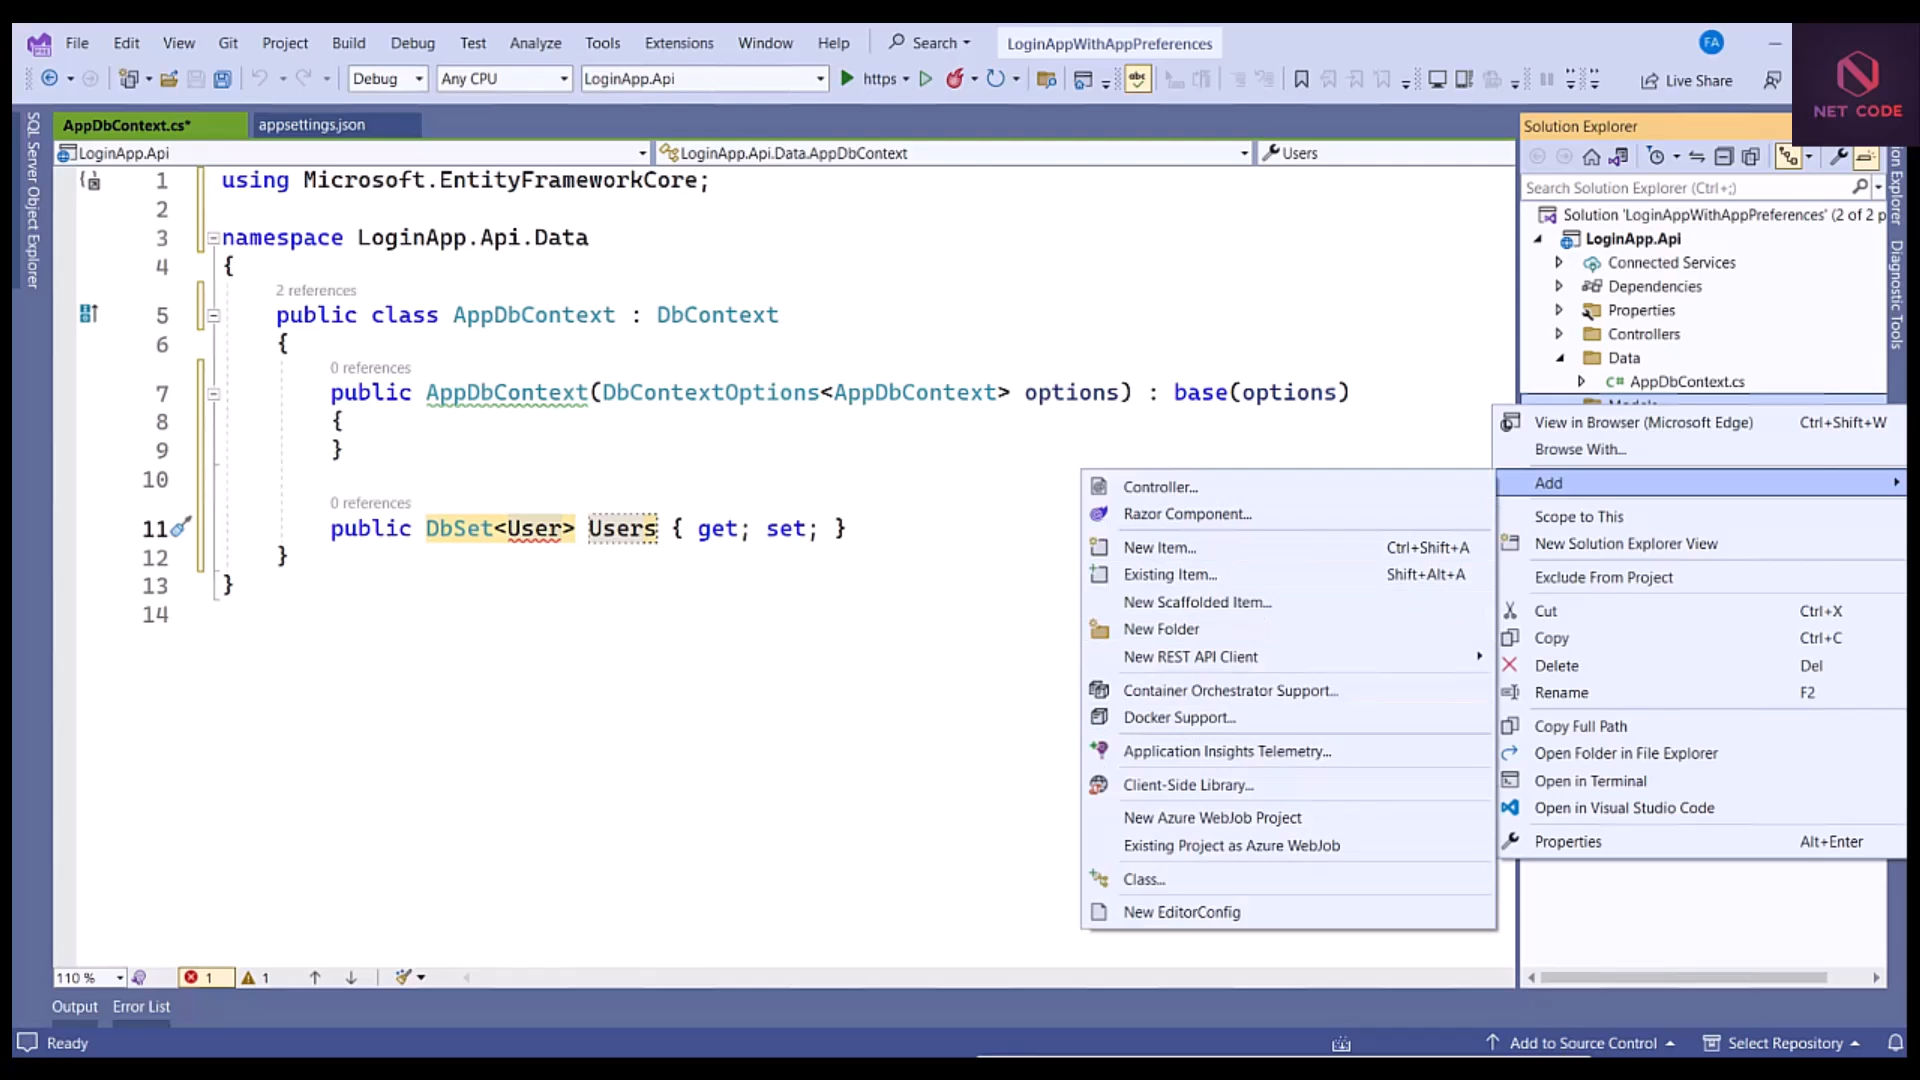 File Edit View Git Project Build Debug Test Analyze Tools Extensions Window Help Search LoginAppWithAppPreferences FA
Debug Any CPU LoginApp.Api https abc Live Share
NET CODE
AppDbContext.cs* appsettings.json
LoginApp.Api LoginApp.Api.Data.AppDbContext Users
SQL Server Object Explorer
1 using Microsoft.EntityFrameworkCore;
2
3 namespace LoginApp.Api.Data
4 {
2 references
5 public class AppDbContext : DbContext
6 {
0 references
7 public AppDbContext(DbContextOptions<AppDbContext> options) : base(options)
8 {
9 }
10
0 references
11 public DbSet<User> Users { get; set; }
12 }
13 }
14
Solution Explorer
Search Solution Explorer (Ctrl+;)
Solution 'LoginAppWithAppPreferences' (2 of 2 p
LoginApp.Api
Connected Services
Dependencies
Properties
Controllers
Data
C# AppDbContext.cs
Diagnostic Tools
View in Browser (Microsoft Edge) Ctrl+Shift+W
Browse With...
Add
Scope to This
New Solution Explorer View
Exclude From Project
Cut Ctrl+X
Copy Ctrl+C
Delete Del
Rename F2
Copy Full Path
Open Folder in File Explorer
Open in Terminal
Open in Visual Studio Code
Properties Alt+Enter
Controller...
Razor Component...
New Item... Ctrl+Shift+A
Existing Item... Shift+Alt+A
New Scaffolded Item...
New Folder
New REST API Client
Container Orchestrator Support...
Docker Support...
Application Insights Telemetry...
Client-Side Library...
New Azure WebJob Project
Existing Project as Azure WebJob
Class...
New EditorConfig
110 % 1 1
Output Error List
Ready Add to Source Control Select Repository